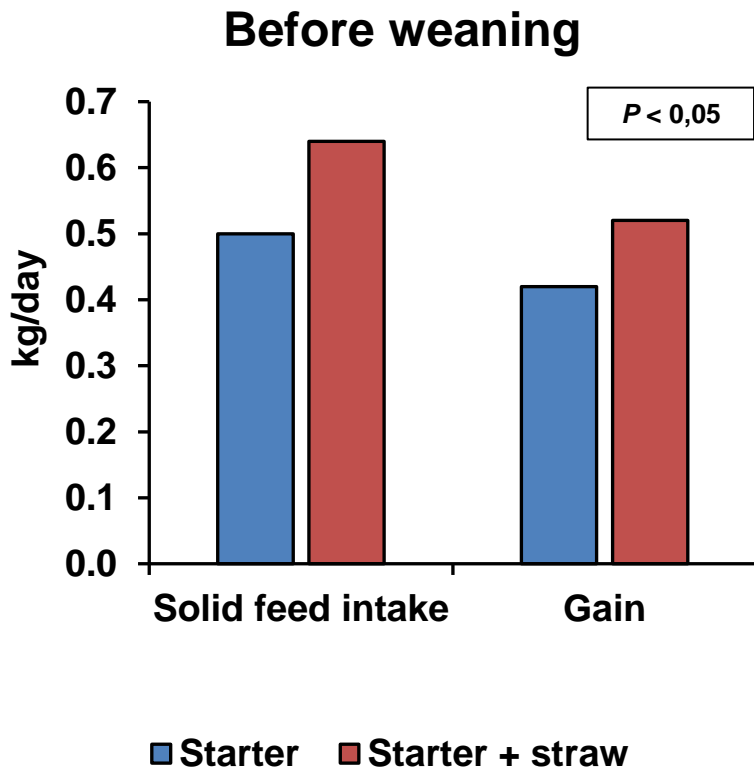 Before weaning
P < 0,05
kg/day
0.7
0.6
0.5
0.4
0.3
0.2
0.1
0.0
Solid feed intake
Gain
Starter
Starter + straw